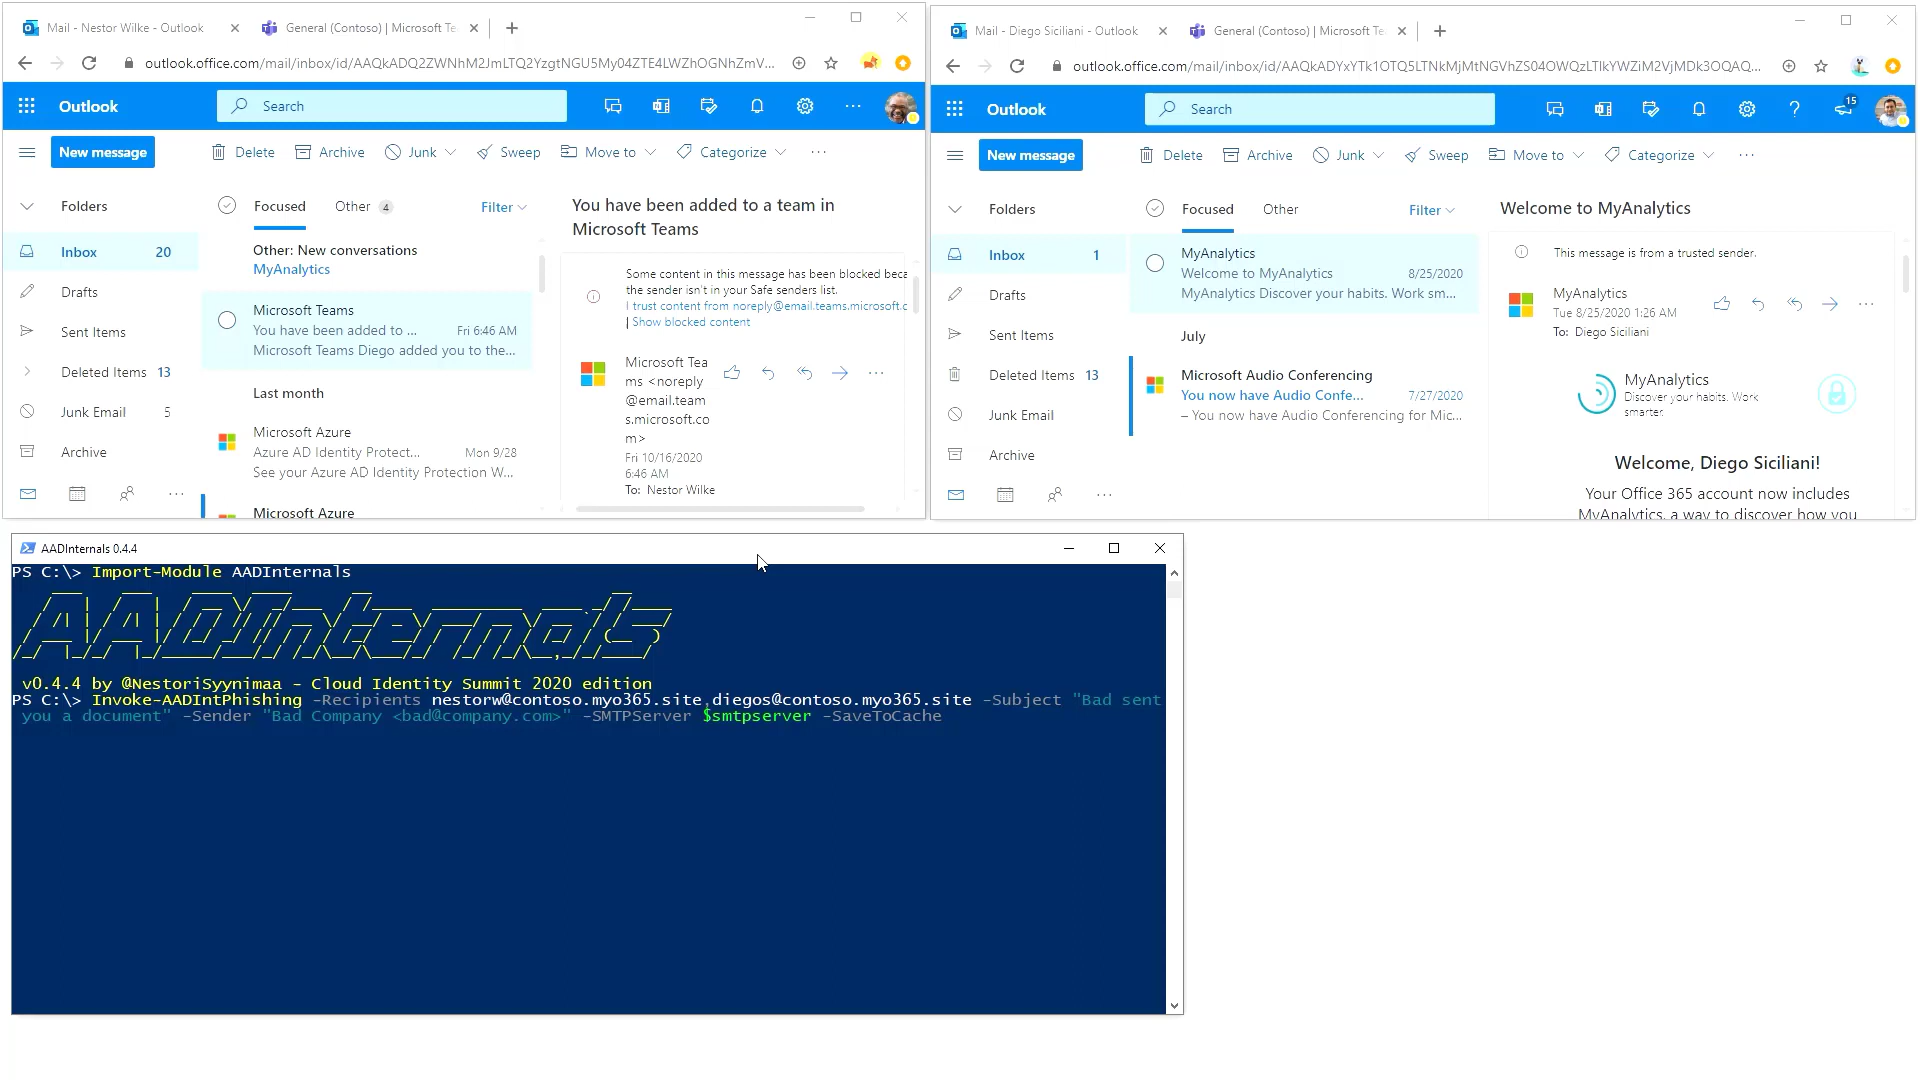 Mail - Nestor Wilke - Outlook
General (Contoso) | Microsoft Te
outlook.office.com/mail/inbox/id/AAQkADQ2ZWNhM2JmLTQ2YzgtNGU5My04ZTE4LWZhOGNhZmV...
Outlook
Search
New message
Delete
Archive
Junk
Sweep
Move to
Categorize
Folders
Inbox 20
Drafts
Sent Items
Deleted Items 13
Junk Email 5
Archive
Focused
Other 4
Filter
Other: New conversations
MyAnalytics
Microsoft Teams
You have been added to ... Fri 6:46 AM
Microsoft Teams Diego added you to the...
Last month
Microsoft Azure
Azure AD Identity Protect... Mon 9/28
See your Azure AD Identity Protection W...
Microsoft Azure
You have been added to a team in
Microsoft Teams
Some content in this message has been blocked beca
the sender isn't in your Safe senders list.
I trust content from noreply@email.teams.microsoft.c
| Show blocked content
Microsoft Tea
ms <noreply
@email.team
s.microsoft.co
m>
Fri 10/16/2020
6:46 AM
To: Nestor Wilke
Mail - Diego Siciliani - Outlook
General (Contoso) | Microsoft Te
outlook.office.com/mail/inbox/id/AAQkADYxYTk1OTQ5LTNkMjMtNGVhZS04OWQzLTlkYWZiM2VjMDk3OQAQ...
Outlook
Search
15
New message
Delete
Archive
Junk
Sweep
Move to
Categorize
Folders
Inbox 1
Drafts
Sent Items
Deleted Items 13
Junk Email
Archive
Focused
Other
Filter
MyAnalytics
Welcome to MyAnalytics 8/25/2020
MyAnalytics Discover your habits. Work sm...
July
Microsoft Audio Conferencing
You now have Audio Confe... 7/27/2020
– You now have Audio Conferencing for Mic...
Welcome to MyAnalytics
This message is from a trusted sender.
MyAnalytics
Tue 8/25/2020 1:26 AM
To: Diego Siciliani
MyAnalytics
Discover your habits. Work
smarter.
Welcome, Diego Siciliani!
Your Office 365 account now includes
MyAnalytics, a way to discover how you
AADInternals 0.4.4
PS C:\> Import-Module AADInternals
AADInternals
v0.4.4 by @NestoriSyynimaa - Cloud Identity Summit 2020 edition
PS C:\> Invoke-AADIntPhishing -Recipients nestorw@contoso.myo365.site,diegos@contoso.myo365.site -Subject "Bad sent
you a document" -Sender "Bad Company <bad@company.com>" -SMTPServer $smtpserver -SaveToCache